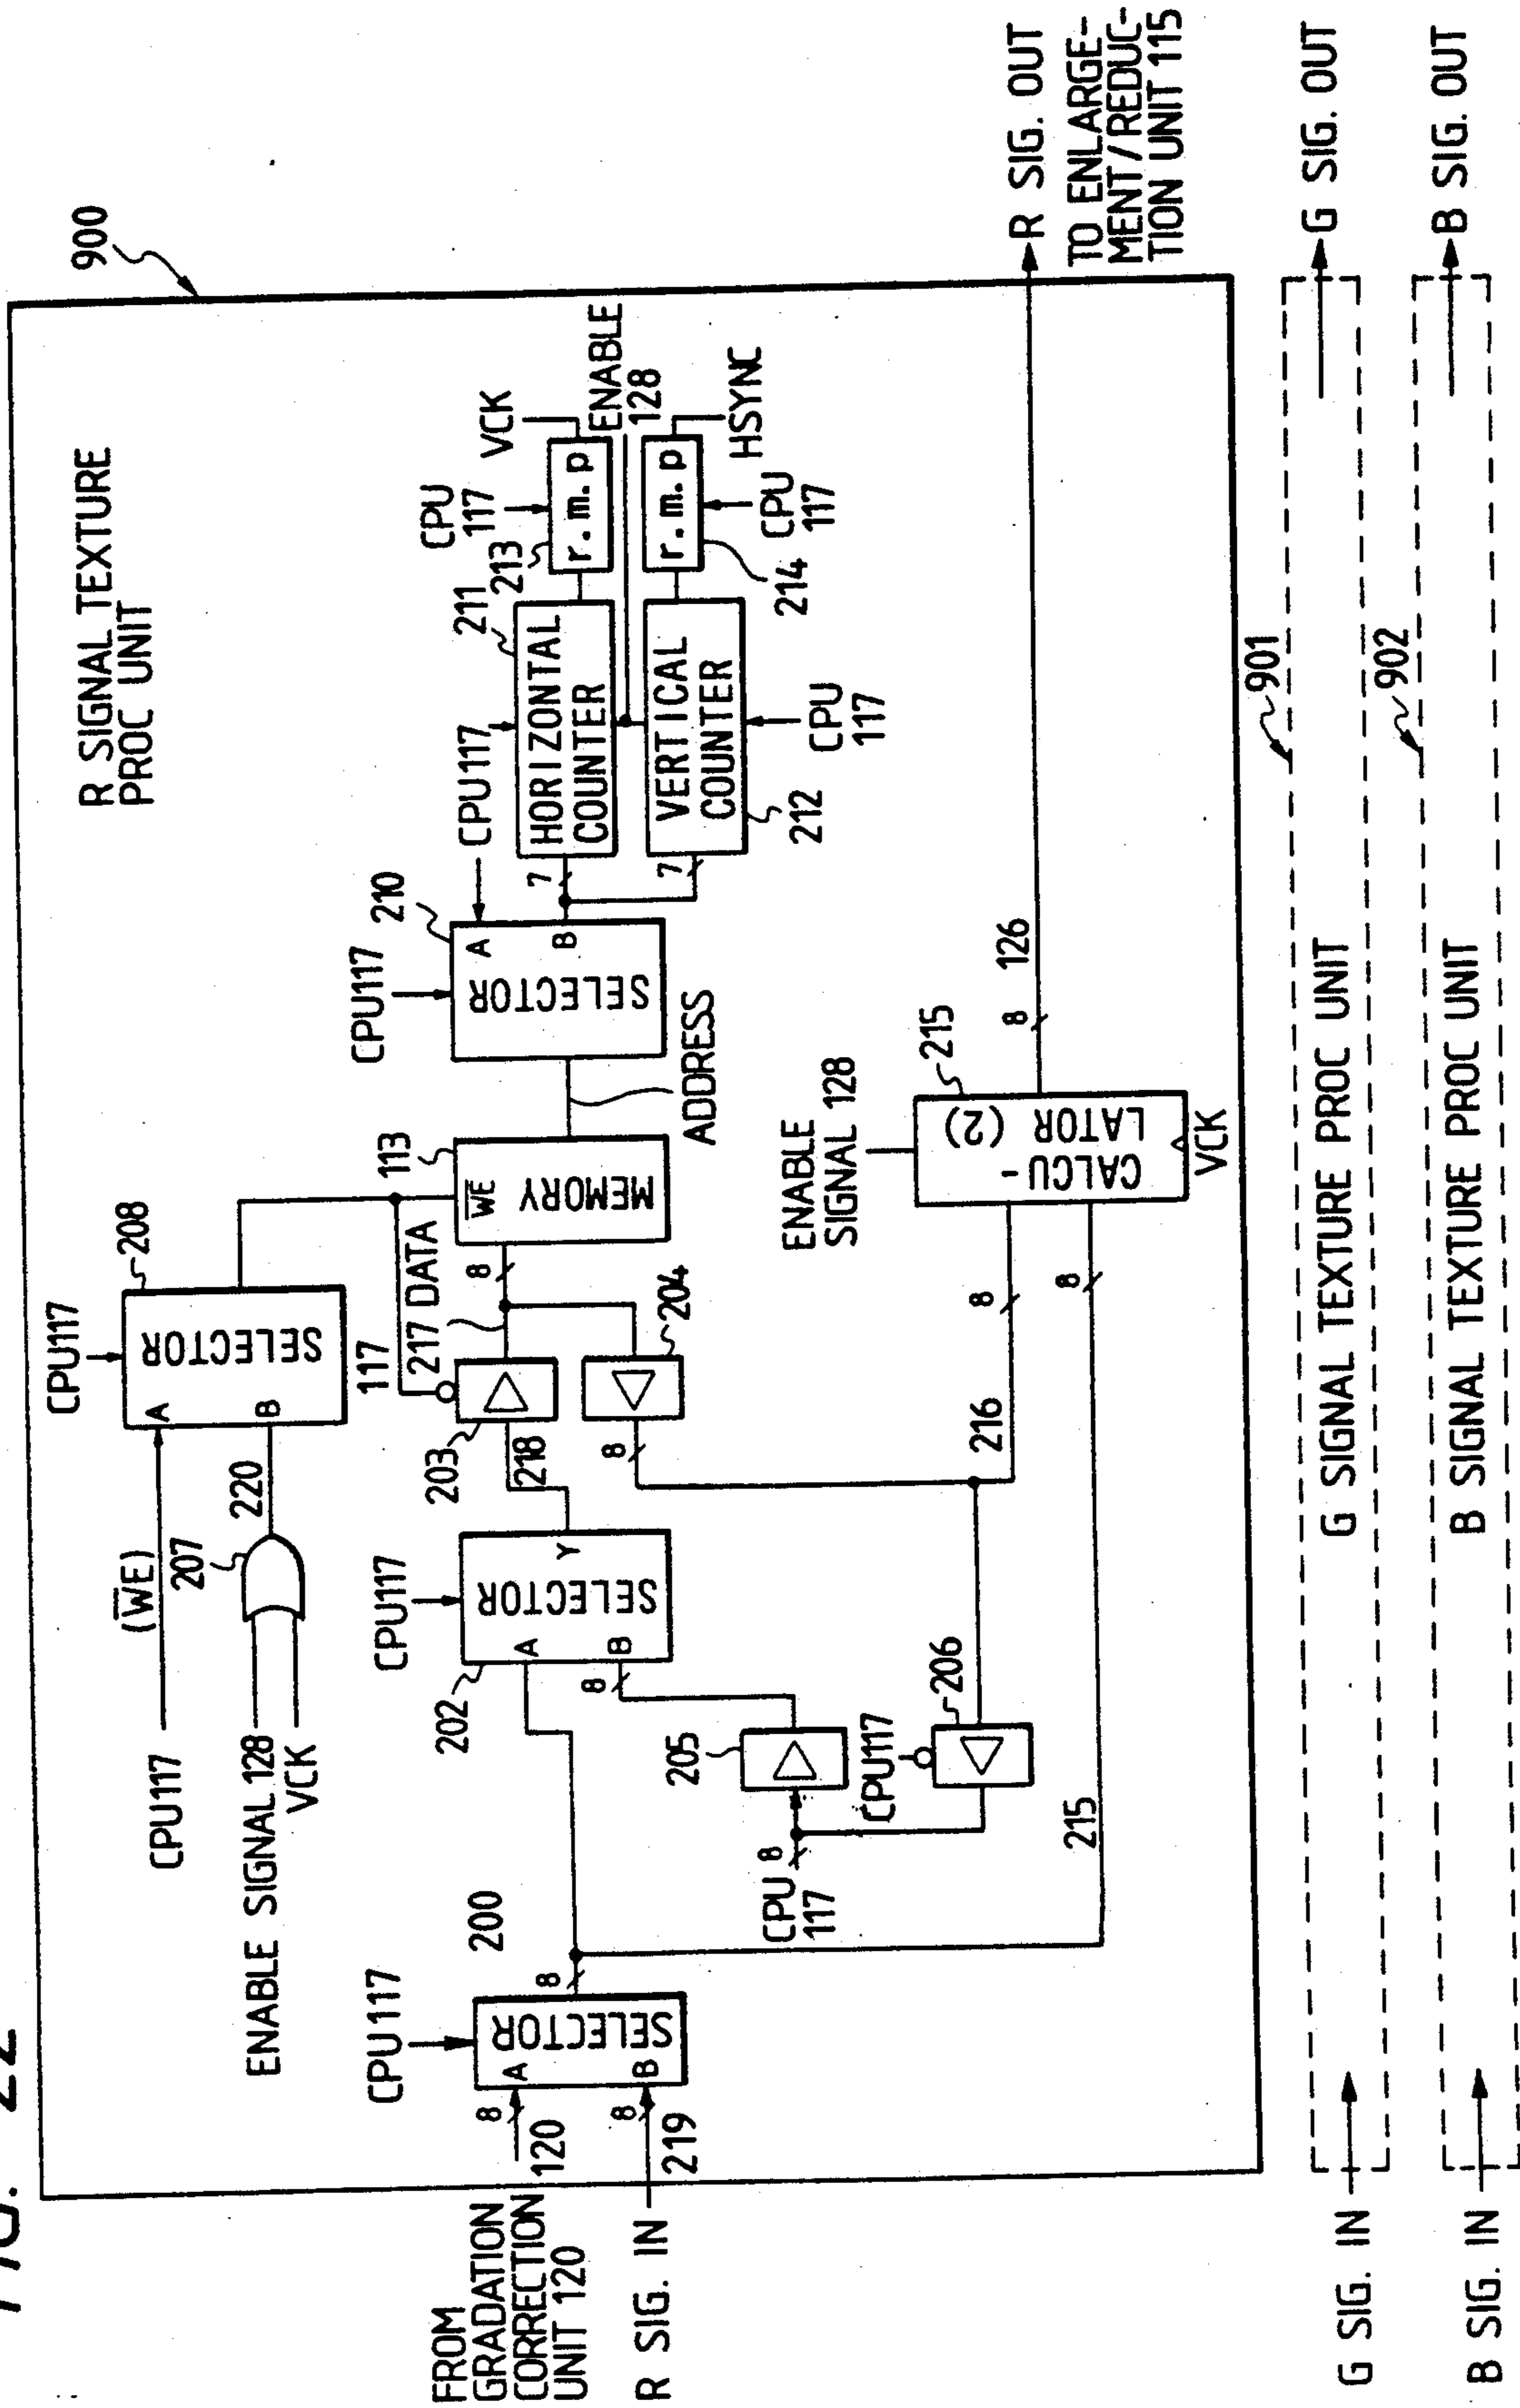 FIG. 22
R SIGNAL TEXTURE
PROC UNIT
900
CPU117
(WE)
CPU117
A
B
SELECTOR
208
207
220
ENABLE SIGNAL 128
VCK
FROM
GRADATION
CORRECTION
UNIT 120
R SIG. IN
8
120
8
219
CPU117
A
B
SELECTOR
8
200
CPU117
202
A
B
Y
SELECTOR
8
218
203
117
217 DATA
8
204
8
WE
MEMORY
113
ADDRESS
CPU117
210
A
B
SELECTOR
CPU117
7
7
211
HORIZONTAL
COUNTER
VERTICAL
COUNTER
212
CPU
117
213
CPU
117
r. m. p
VCK
ENABLE
128
r. m. p
HSYNC
CPU
117
214
205
CPU
117
8
CPU117
206
216
8
215
8
ENABLE
SIGNAL 128
215
CALCU-
LATOR (2)
VCK
8
126
R SIG. OUT
TO ENLARGE-
MENT/REDUC-
TION UNIT 115
G SIG. IN
G SIGNAL TEXTURE PROC UNIT
901
G SIG. OUT
B SIG. IN
B SIGNAL TEXTURE PROC UNIT
902
B SIG. OUT